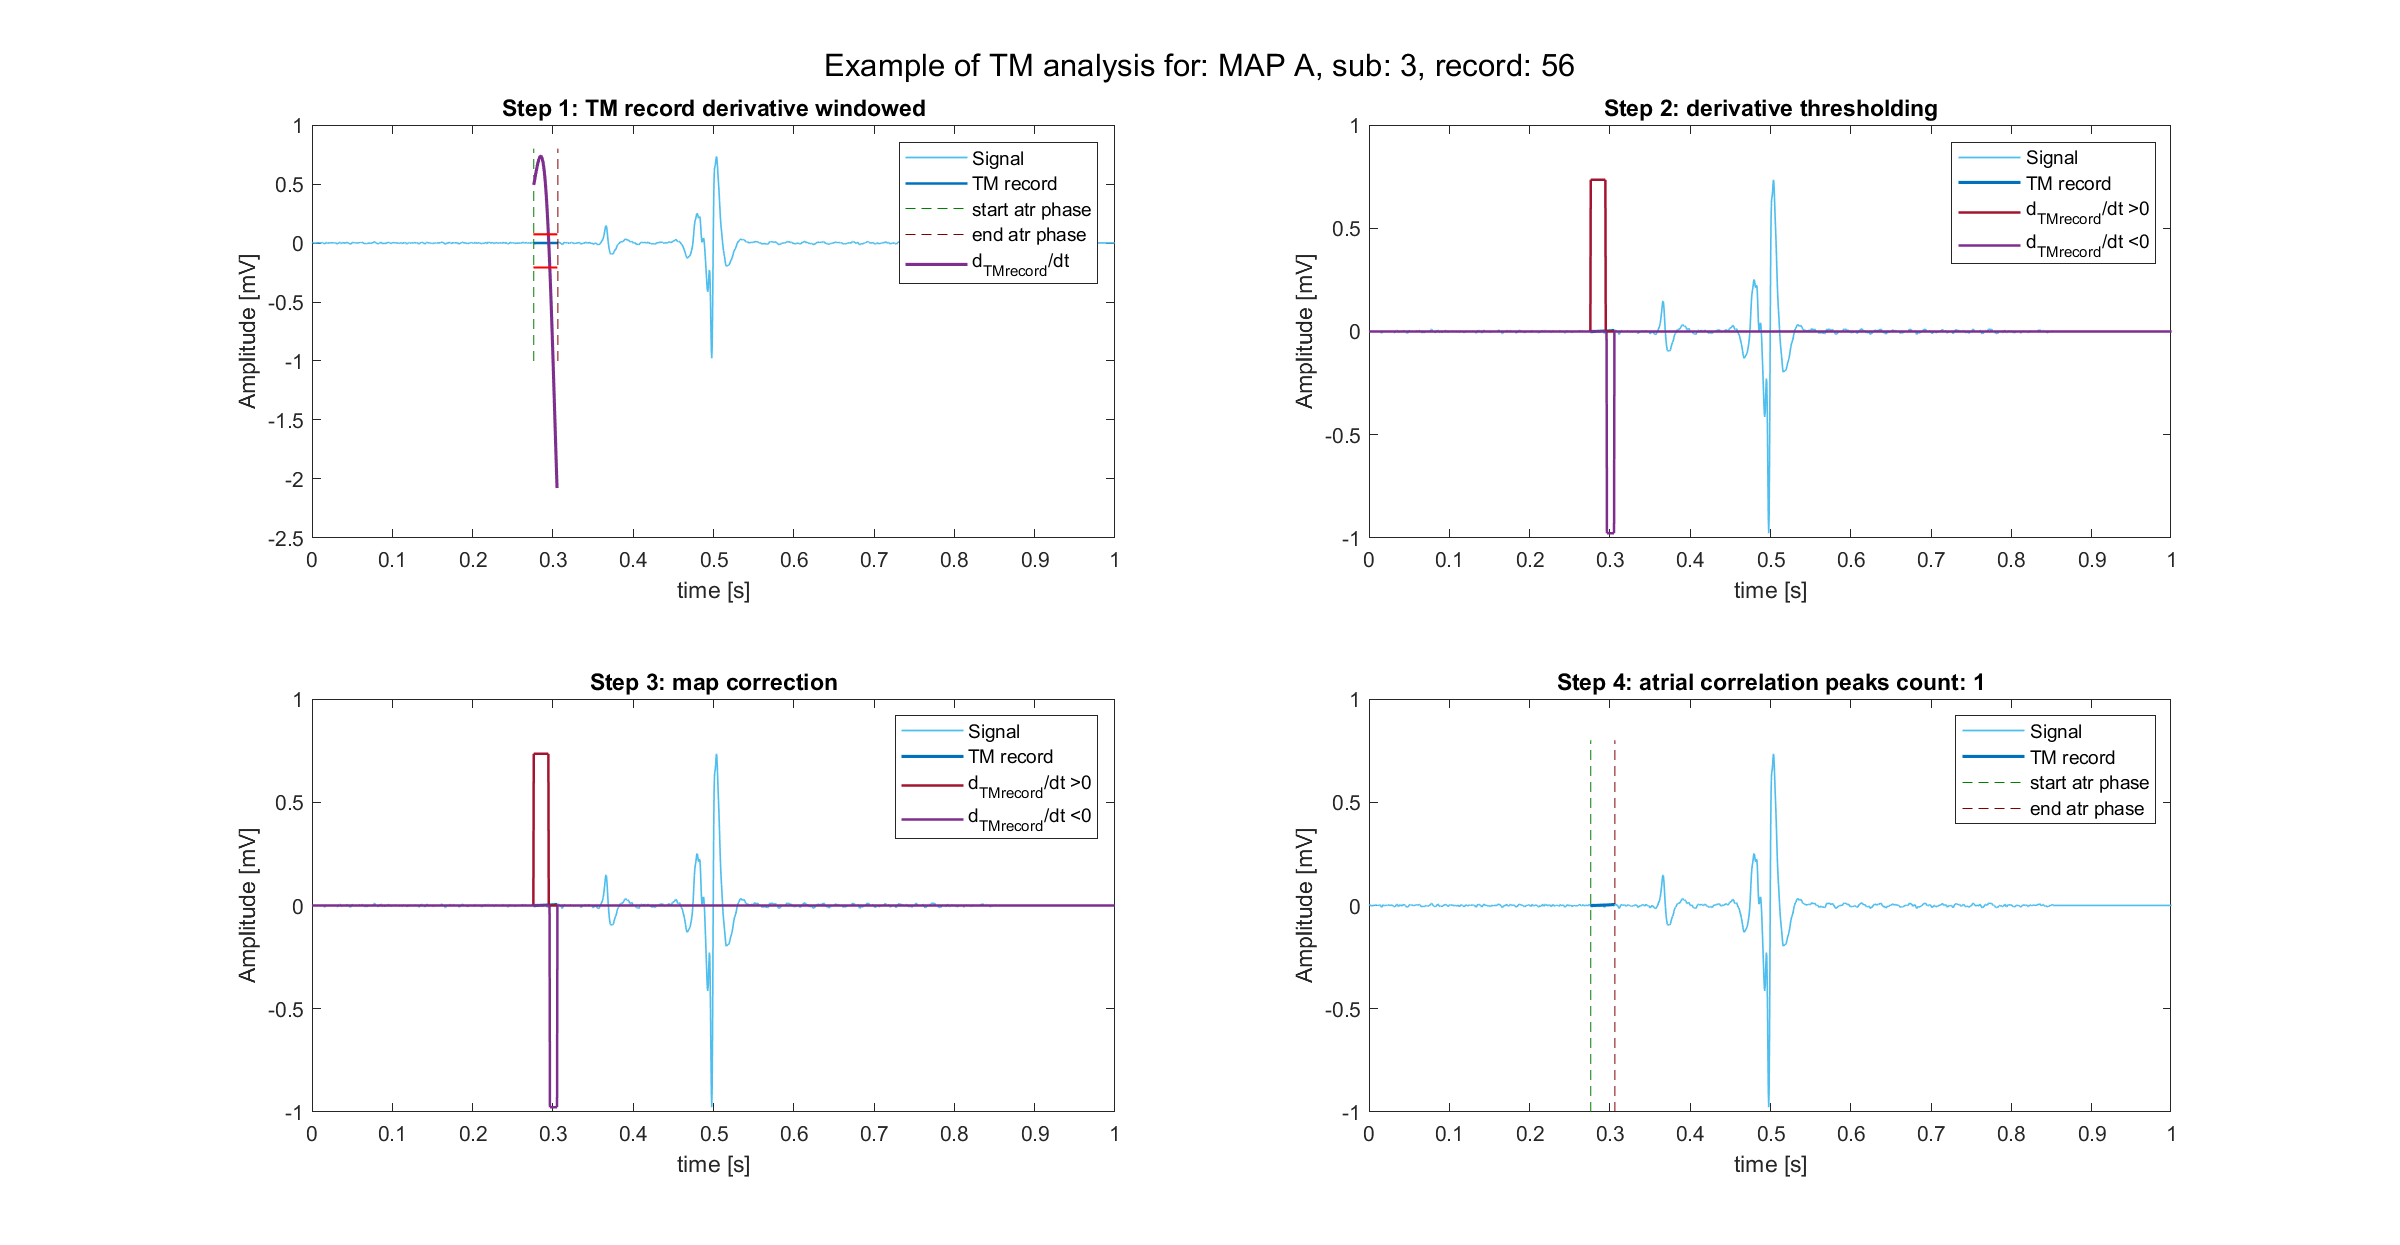 Example of TM analysis for: MAP A, sub: 3, record: 56
Step 1: TM record derivative windowed
1
0.5
0
-0.5
-1
-1.5
-2
-2.5
Amplitude [mV]
0 0.1 0.2 0.3 0.4 0.5 0.6 0.7 0.8 0.9 1
time [s]
Signal
TM record
start atr phase
end atr phase
dTMrecord/dt
Step 2: derivative thresholding
1
0.5
0
-0.5
-1
Amplitude [mV]
0 0.1 0.2 0.3 0.4 0.5 0.6 0.7 0.8 0.9 1
time [s]
Signal
TM record
dTMrecord/dt >0
dTMrecord/dt <0
Step 3: map correction
1
0.5
0
-0.5
-1
Amplitude [mV]
0 0.1 0.2 0.3 0.4 0.5 0.6 0.7 0.8 0.9 1
time [s]
Signal
TM record
dTMrecord/dt >0
dTMrecord/dt <0
Step 4: atrial correlation peaks count: 1
1
0.5
0
-0.5
-1
Amplitude [mV]
0 0.1 0.2 0.3 0.4 0.5 0.6 0.7 0.8 0.9 1
time [s]
Signal
TM record
start atr phase
end atr phase